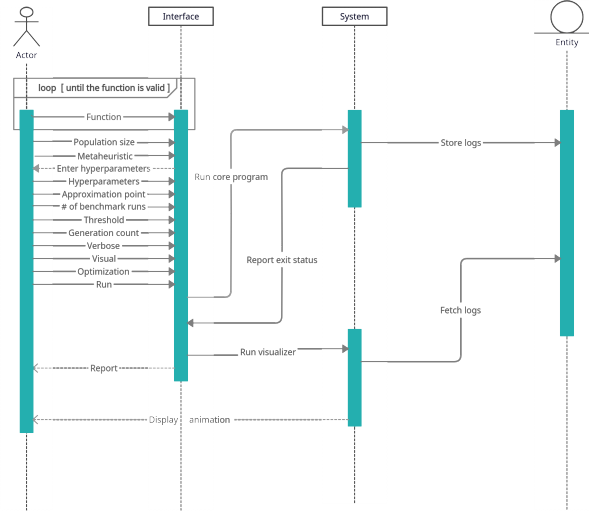 Interface
System
Actor
Entity
loop [ until the function is valid ]
Function
Population size
Store logs
Metaheuristic
Enter hyperparameters
Run core program
Hyperparameters
Approximation point
# of benchmark runs
Threshold
Generation count
Verbose
Visual
Report exit status
Optimization
Run
Fetch logs
Run visualizer
Report
Display animation